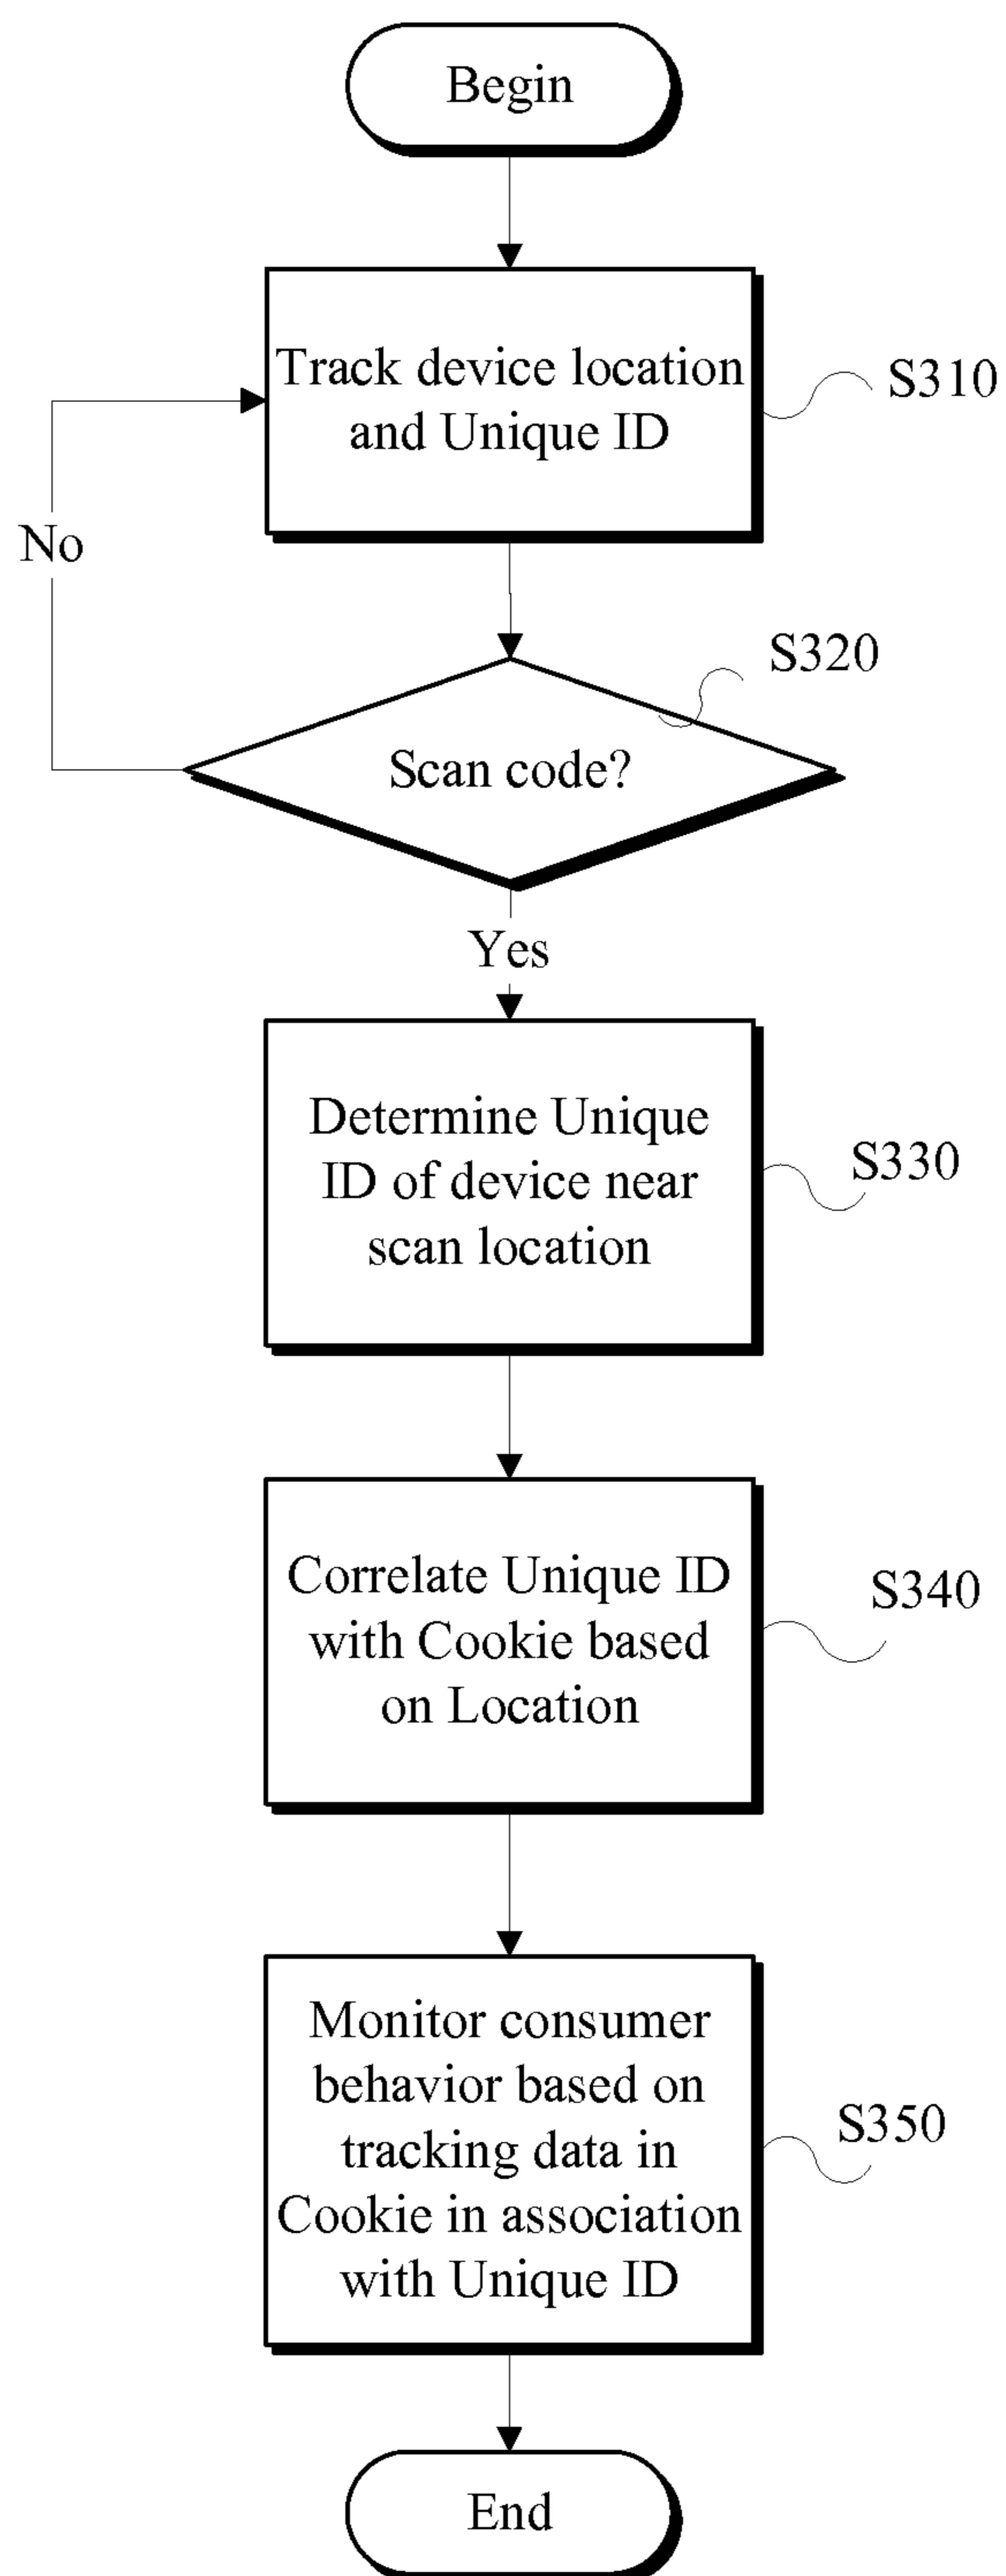 Begin
Track device location
and Unique ID
S310
No
S320
Scan code?
Yes
Determine Unique
ID of device near
scan location
S330
Correlate Unique ID
with Cookie based
on Location
S340
Monitor consumer
behavior based on
tracking data in
Cookie in association
with Unique ID
S350
End